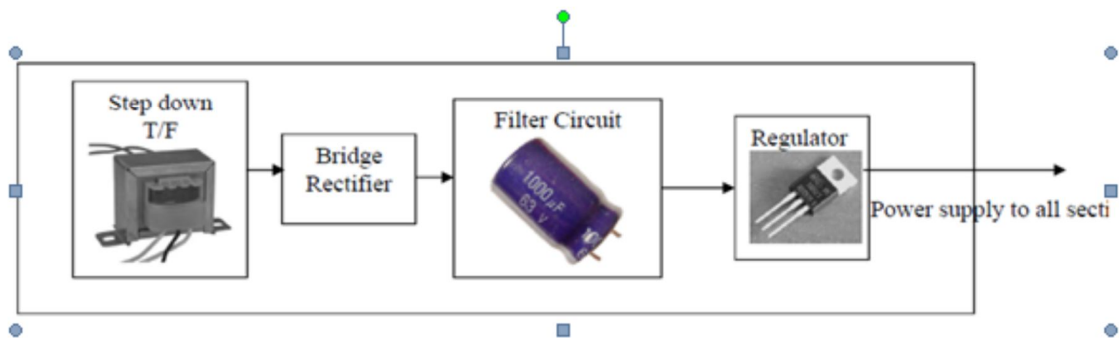 Step down
T/F
Bridge
Rectifier
Filter Circuit
1000µF
63 V
Regulator
Power supply to all secti